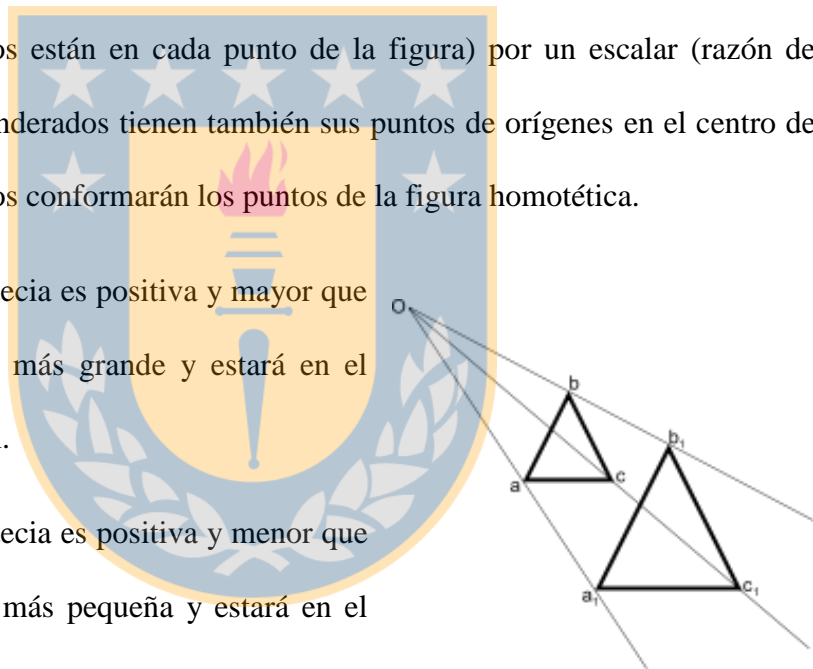 os están en cada punto de la figura) por un escalar (razón de
nderados tienen también sus puntos de orígenes en el centro de
os conformarán los puntos de la figura homotética.
ecia es positiva y mayor que
más grande y estará en el
.
ecia es positiva y menor que
más pequeña y estará en el
O
b
b₁
a
c
a₁
c₁